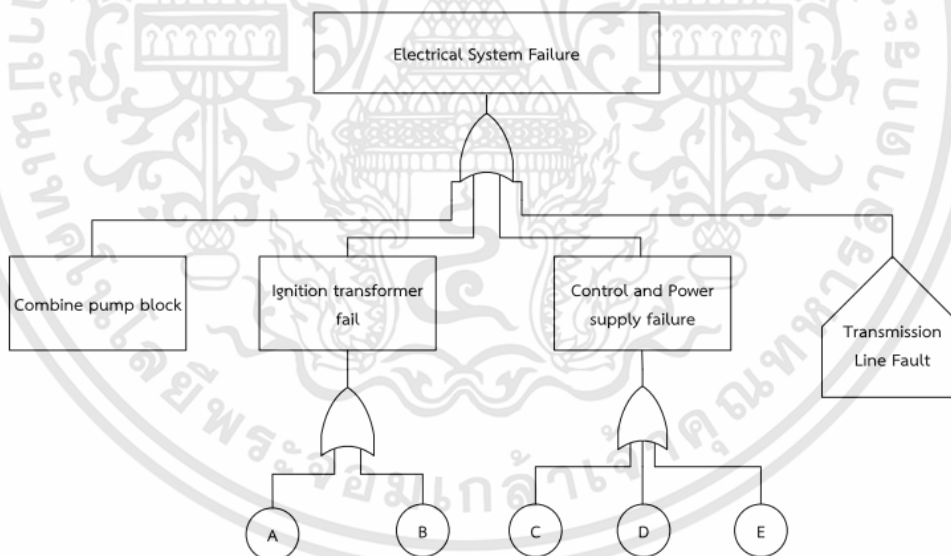 Electrical System Failure
Combine pump block
Ignition transformer
fail
Control and Power
supply failure
Transmission
Line Fault
A
B
C
D
E